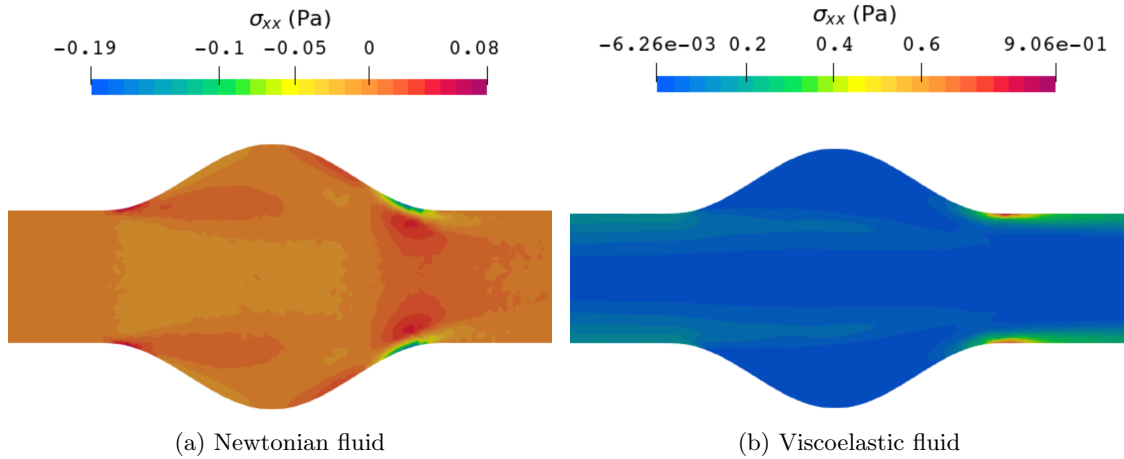 σxx (Pa)
−0.19 −0.1 −0.05 0 0.08
σxx (Pa)
−6.26e−03 0.2 0.4 0.6 9.06e−01
(a) Newtonian fluid
(b) Viscoelastic fluid